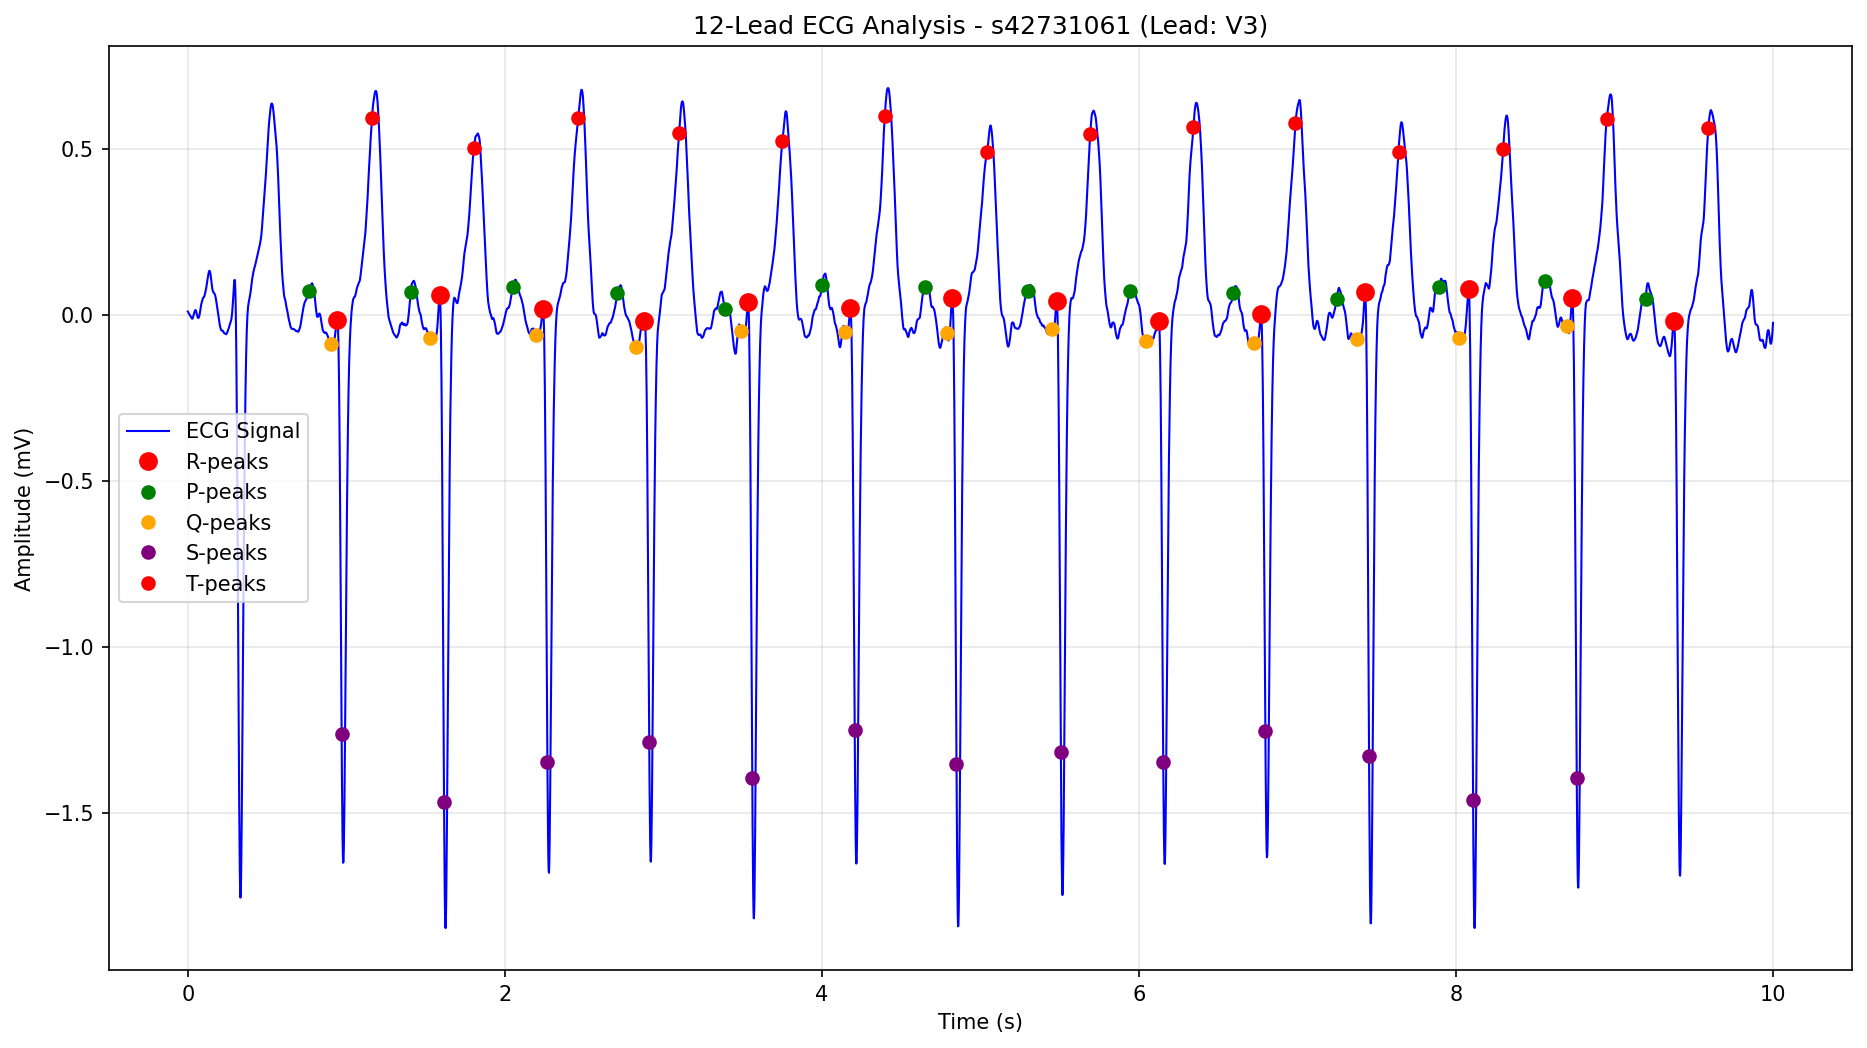 12-Lead ECG Analysis - s42731061 (Lead: V3)
Amplitude (mV)
0.5
0.0
−0.5
−1.0
−1.5
ECG Signal
R-peaks
P-peaks
Q-peaks
S-peaks
T-peaks
0 2 4 6 8 10
Time (s)